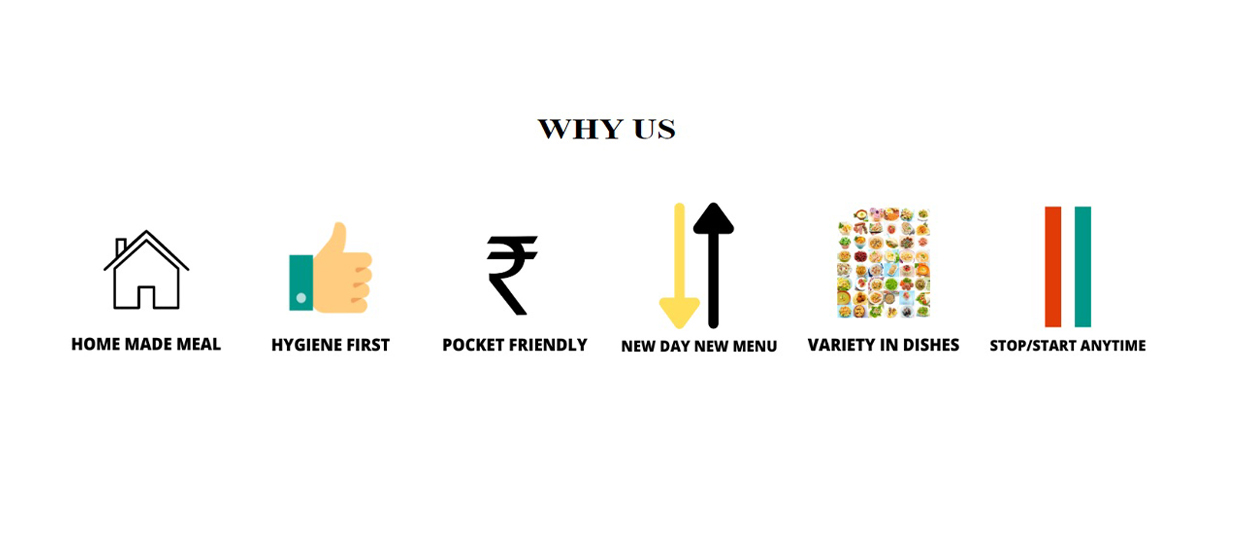 WHY US
HOME MADE MEAL
HYGIENE FIRST
POCKET FRIENDLY
NEW DAY NEW MENU
VARIETY IN DISHES
STOP/START ANYTIME